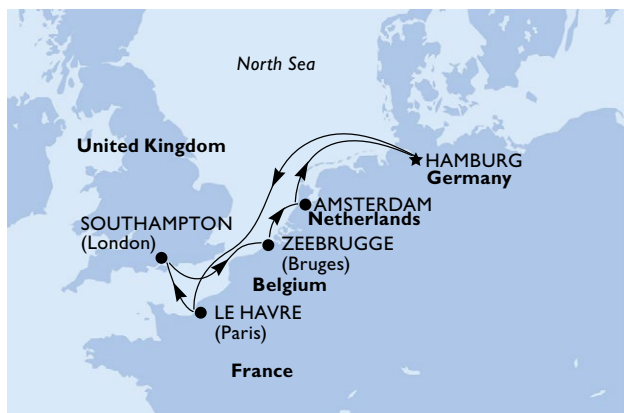 North Sea
United Kingdom
HAMBURG
Germany
AMSTERDAM
Netherlands
SOUTHAMPTON
(London)
ZEEBRUGGE
(Bruges)
Belgium
LE HAVRE
(Paris)
France